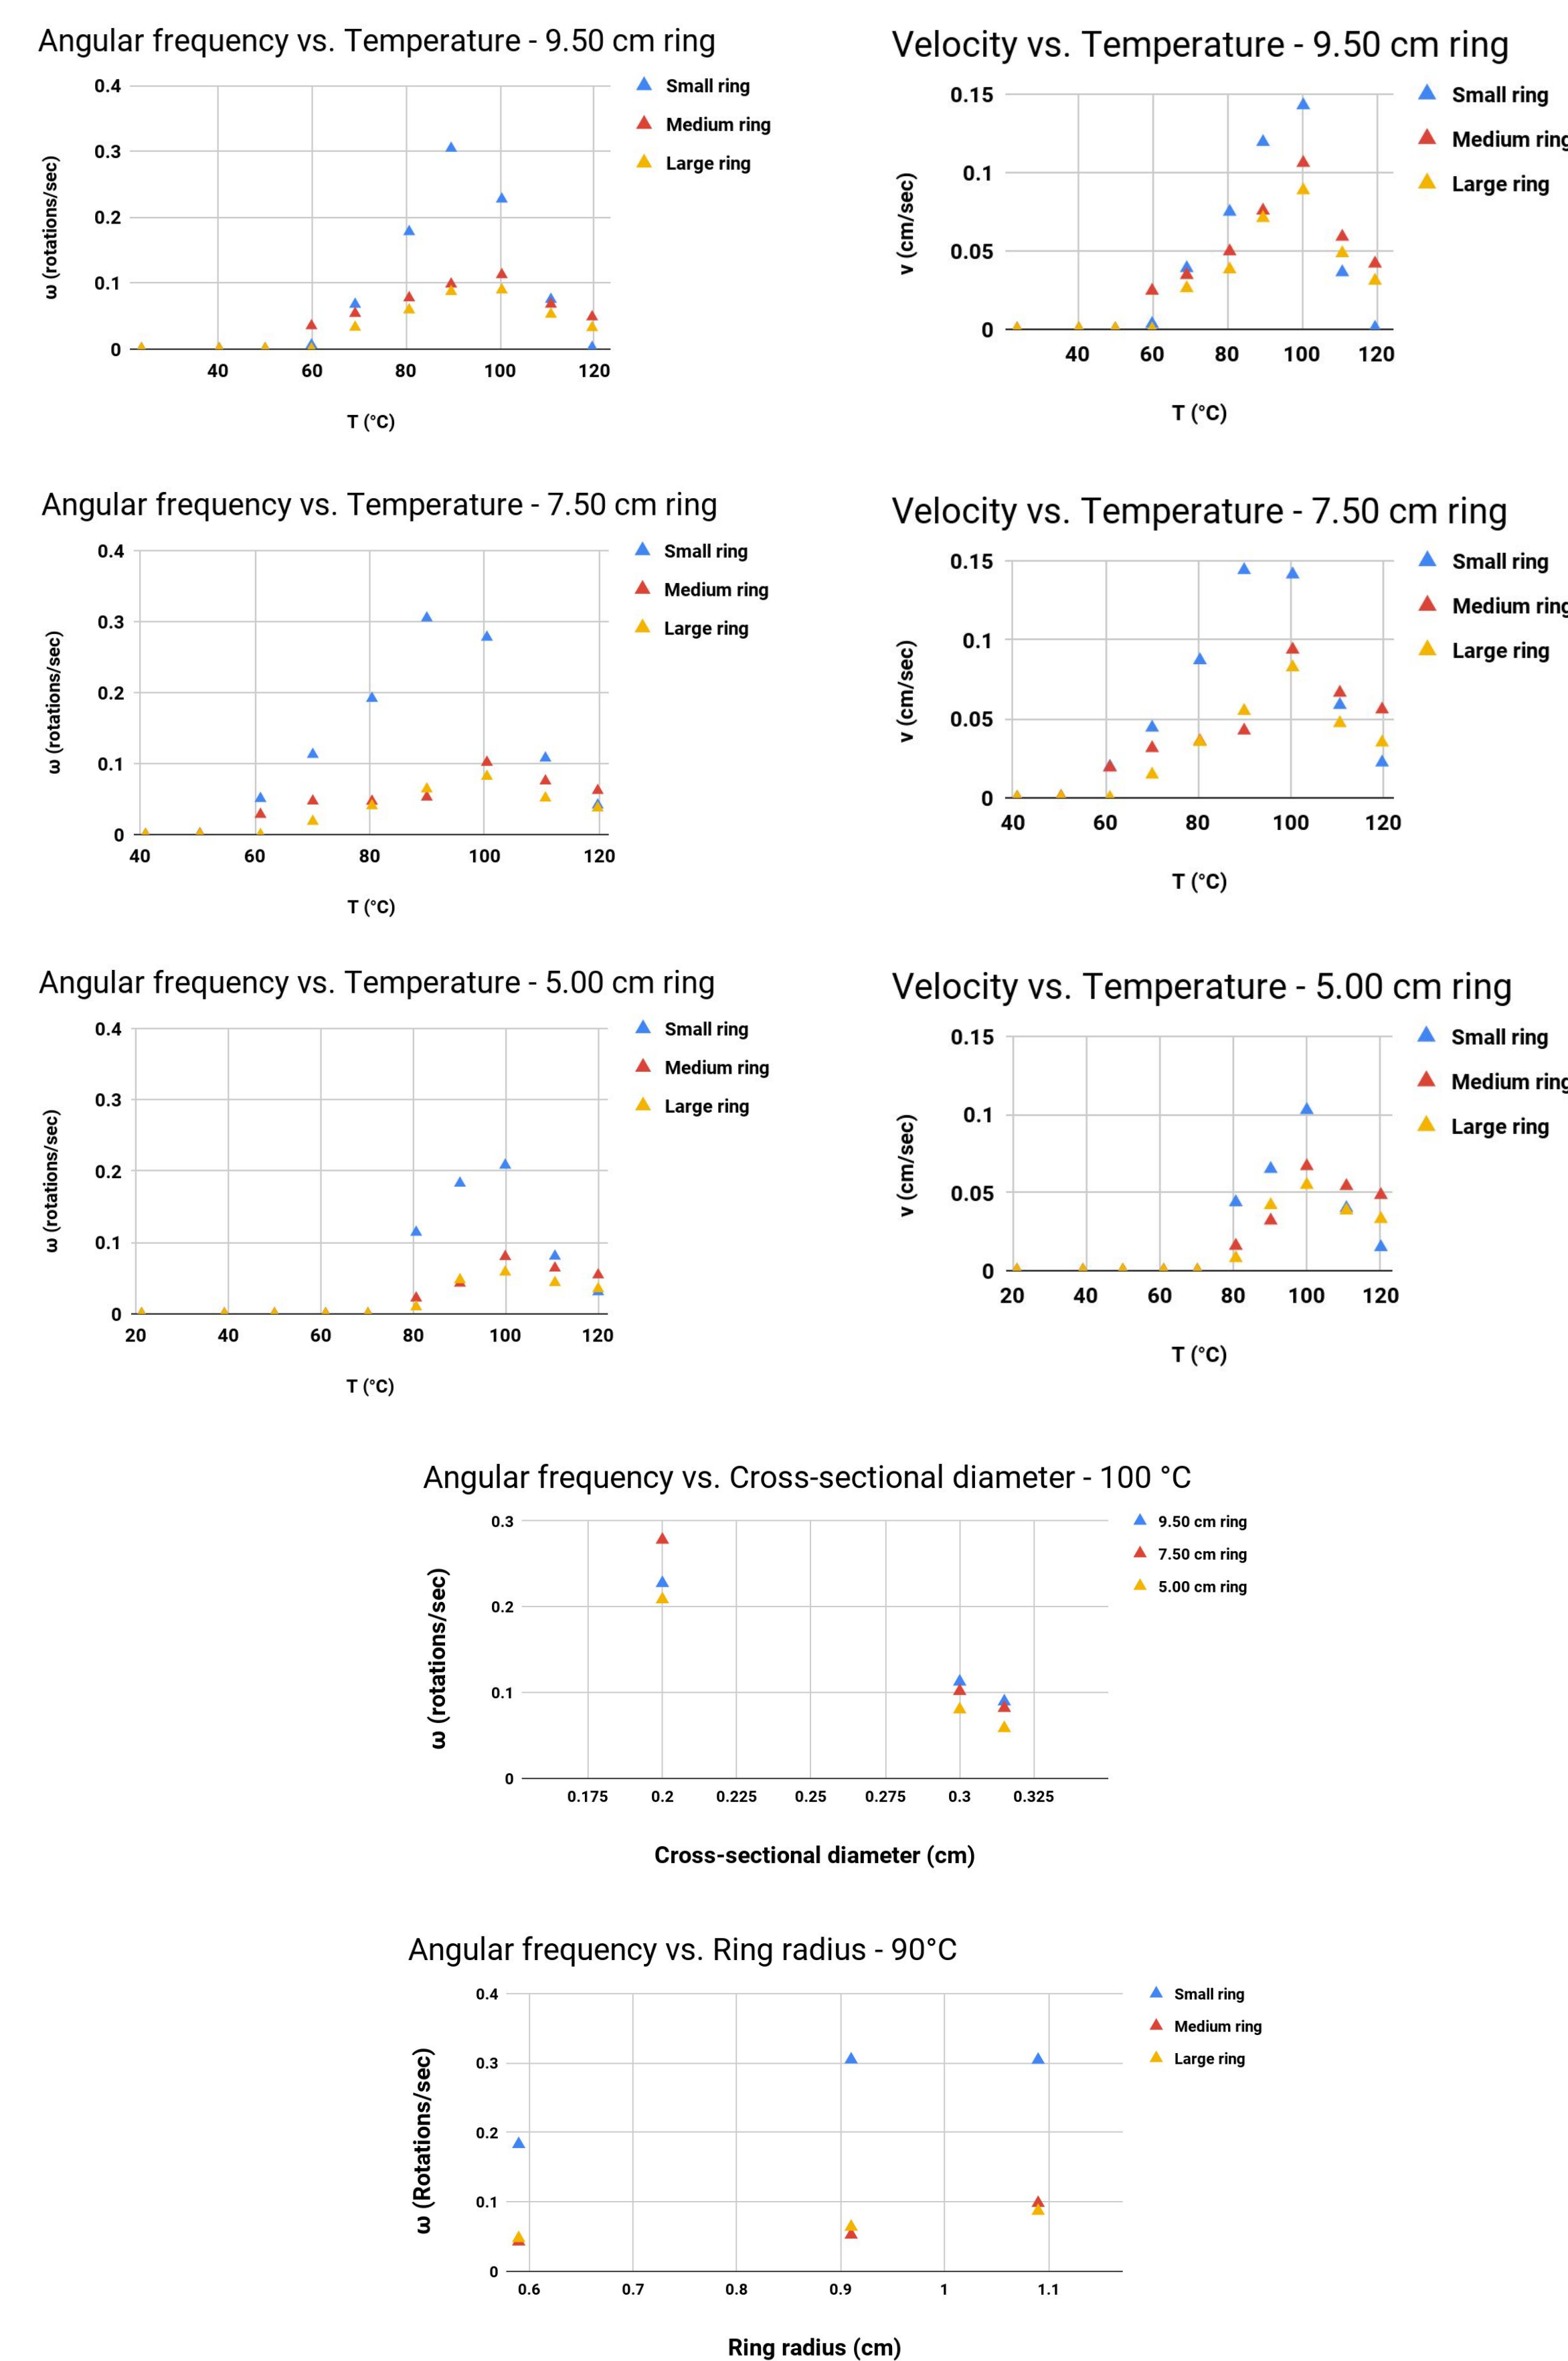 Angular frequency vs. Temperature - 9.50 cm ring
0.4
0.3
0.2
0.1
0
ω (rotations/sec)
40 60 80 100 120
T (°C)
Small ring
Medium ring
Large ring
Velocity vs. Temperature - 9.50 cm ring
0.15
0.1
0.05
0
v (cm/sec)
40 60 80 100 120
T (°C)
Small ring
Medium ring
Large ring
Angular frequency vs. Temperature - 7.50 cm ring
0.4
0.3
0.2
0.1
0
ω (rotations/sec)
40 60 80 100 120
T (°C)
Small ring
Medium ring
Large ring
Velocity vs. Temperature - 7.50 cm ring
0.15
0.1
0.05
0
v (cm/sec)
40 60 80 100 120
T (°C)
Small ring
Medium ring
Large ring
Angular frequency vs. Temperature - 5.00 cm ring
0.4
0.3
0.2
0.1
0
ω (rotations/sec)
20 40 60 80 100 120
T (°C)
Small ring
Medium ring
Large ring
Velocity vs. Temperature - 5.00 cm ring
0.15
0.1
0.05
0
v (cm/sec)
20 40 60 80 100 120
T (°C)
Small ring
Medium ring
Large ring
Angular frequency vs. Cross-sectional diameter - 100 °C
0.3
0.2
0.1
0
ω (rotations/sec)
0.175 0.2 0.225 0.25 0.275 0.3 0.325
Cross-sectional diameter (cm)
9.50 cm ring
7.50 cm ring
5.00 cm ring
Angular frequency vs. Ring radius - 90°C
0.4
0.3
0.2
0.1
0
ω (Rotations/sec)
0.6 0.7 0.8 0.9 1 1.1
Ring radius (cm)
Small ring
Medium ring
Large ring